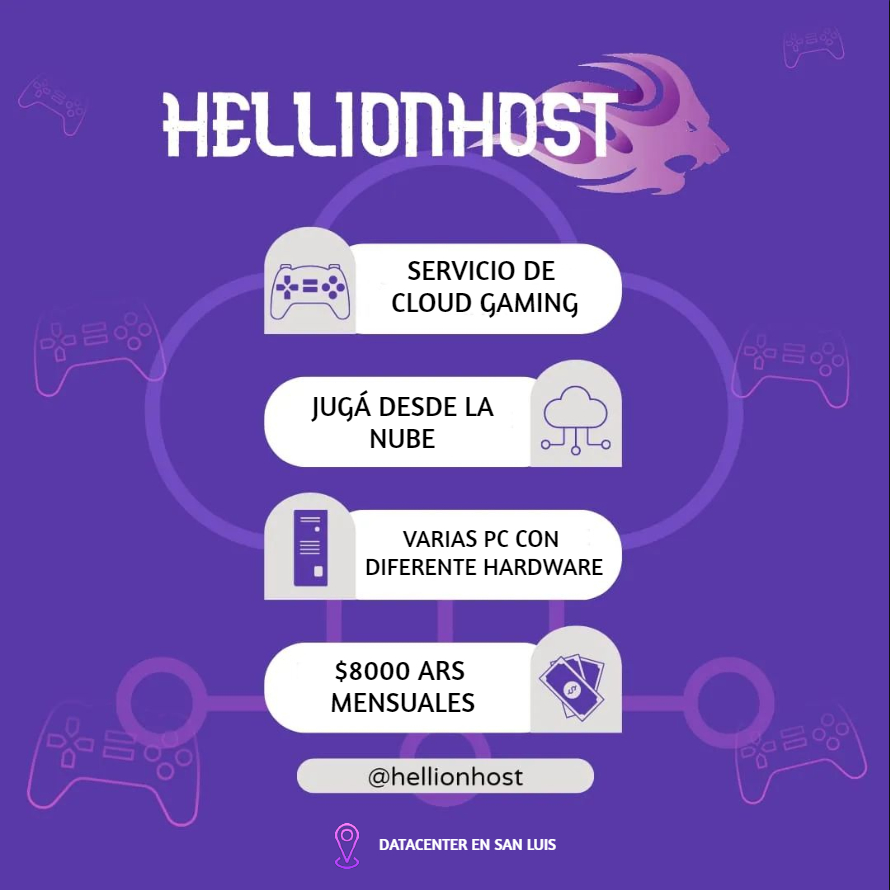 HELLIONHOST
SERVICIO DE
CLOUD GAMING
JUGÁ DESDE LA
NUBE
VARIAS PC CON
DIFERENTE HARDWARE
$8000 ARS
MENSUALES
@hellionhost
DATACENTER EN SAN LUIS